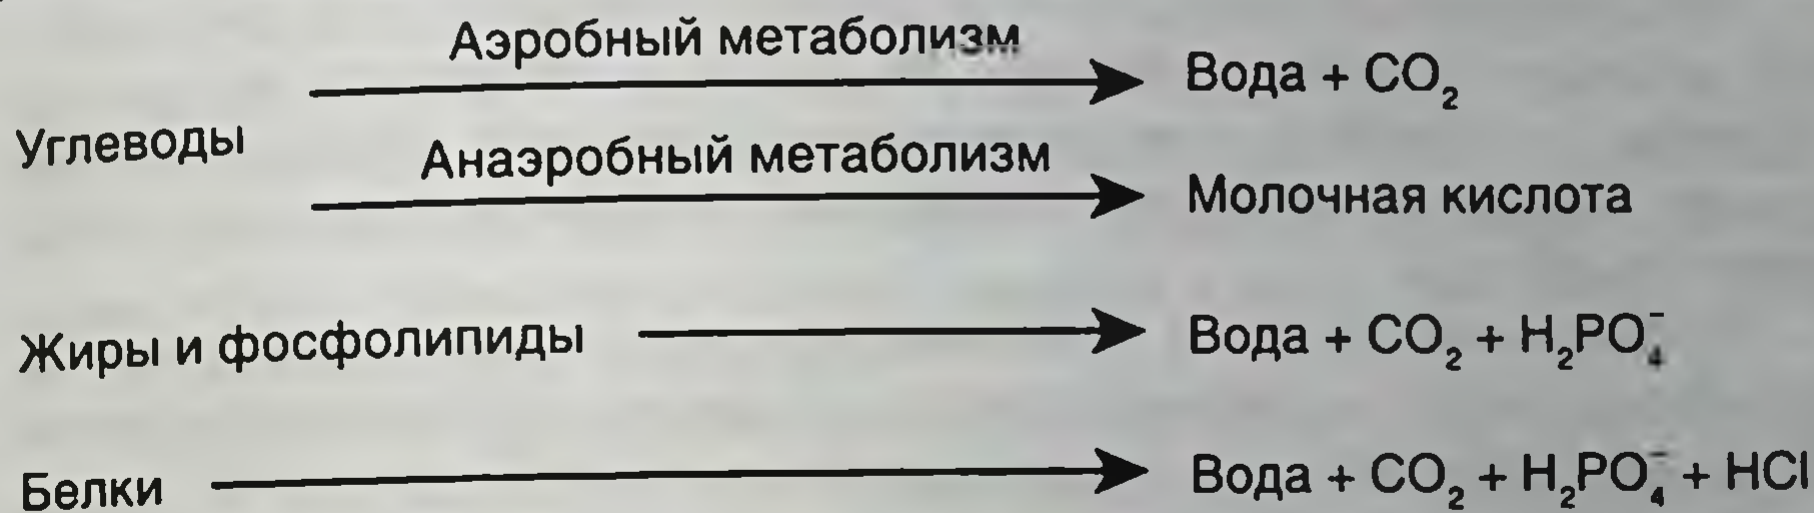 Аэробный метаболизм
Вода + CO₂
Углеводы
Анаэробный метаболизм
Молочная кислота
Жиры и фосфолипиды
Вода + CO₂ + H₂PO₄⁻
Белки
Вода + CO₂ + H₂PO₄⁻ + HCl